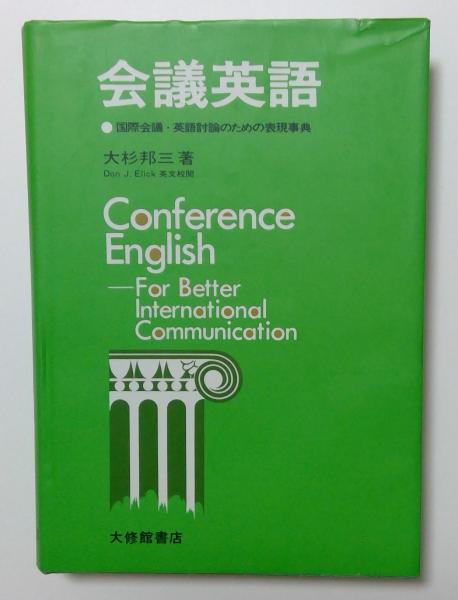 会議英語
●国際会議・英語討論のための表現事典
大杉邦三 著
Don J. Elick 英文校閲
Conference
English
—For Better
International
Communication
大修館書店